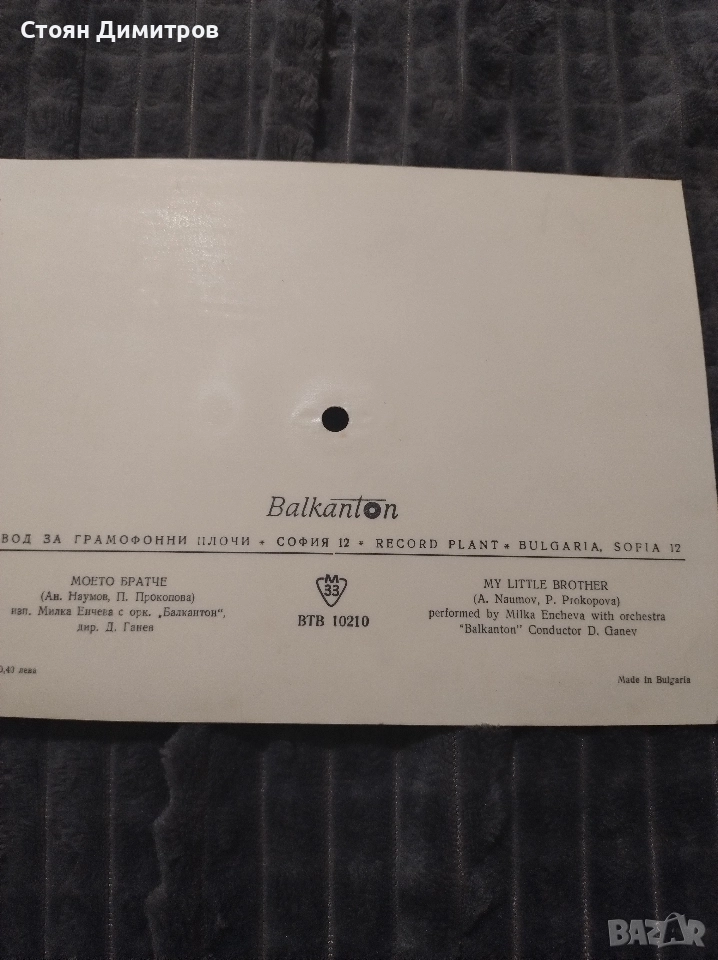 Стоян Димитров
Balkanton
ВОД ЗА ГРАМОФОННИ ПЛОЧИ * СОФИЯ 12 * RECORD PLANT * BULGARIA, SOFIA 12
МОЕТО БРАТЧЕ
(Ан. Наумов, П. Прокопова)
изп. Милка Енчева с орк. „Балкантон“,
дир. Д. Ганев
М
33
ВТВ 10210
MY LITTLE BROTHER
(A. Naumov, P. Prokopova)
performed by Milka Encheva with orchestra
"Balkanton" Conductor D. Ganev
0,43 лева
Made in Bulgaria
BAZAR